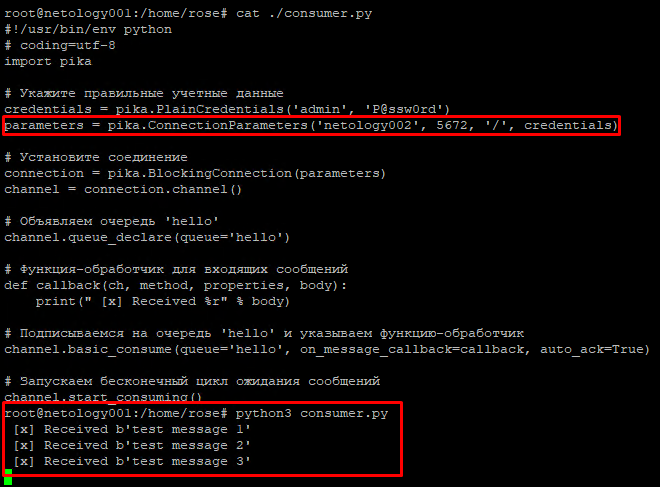 root@netology001:/home/rose# cat ./consumer.py
#!/usr/bin/env python
# coding=utf-8
import pika

# Укажите правильные учетные данные
credentials = pika.PlainCredentials('admin', 'P@ssw0rd')
parameters = pika.ConnectionParameters('netology002', 5672, '/', credentials)

# Установите соединение
connection = pika.BlockingConnection(parameters)
channel = connection.channel()

# Объявляем очередь 'hello'
channel.queue_declare(queue='hello')

# Функция-обработчик для входящих сообщений
def callback(ch, method, properties, body):
    print(" [x] Received %r" % body)

# Подписываемся на очередь 'hello' и указываем функцию-обработчик
channel.basic_consume(queue='hello', on_message_callback=callback, auto_ack=True)

# Запускаем бесконечный цикл ожидания сообщений
channel.start_consuming()
root@netology001:/home/rose# python3 consumer.py
 [x] Received b'test message 1'
 [x] Received b'test message 2'
 [x] Received b'test message 3'